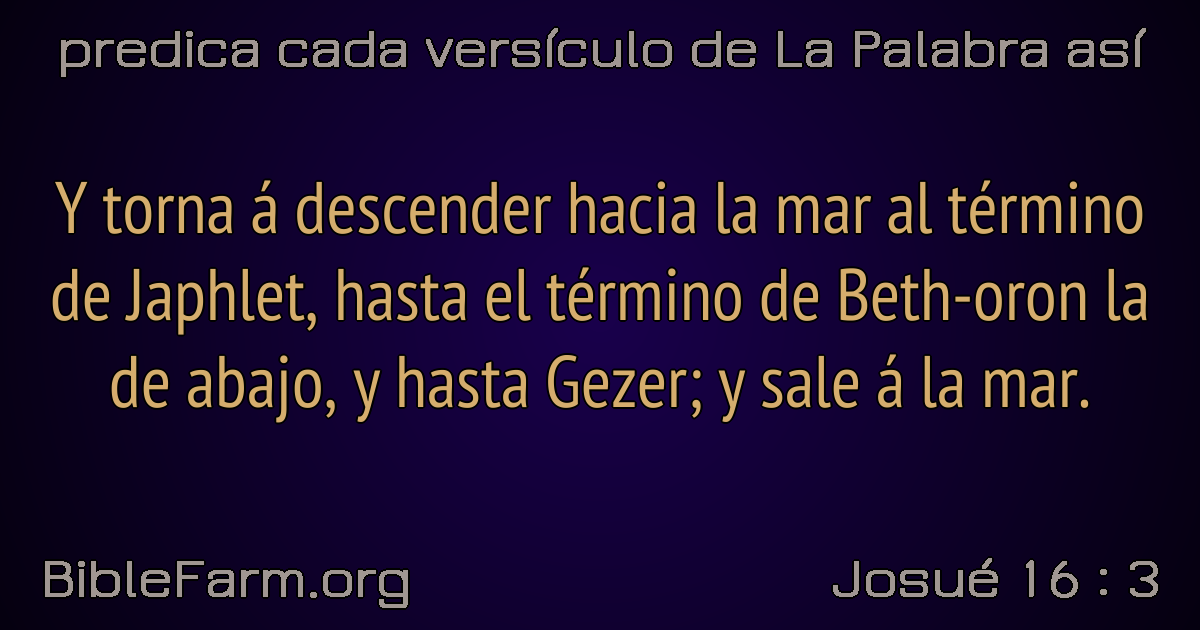 predica cada versículo de La Palabra así
Y torna á descender hacia la mar al término
de Japhlet, hasta el término de Beth-oron la
de abajo, y hasta Gezer; y sale á la mar.
BibleFarm.org
Josué 16 : 3